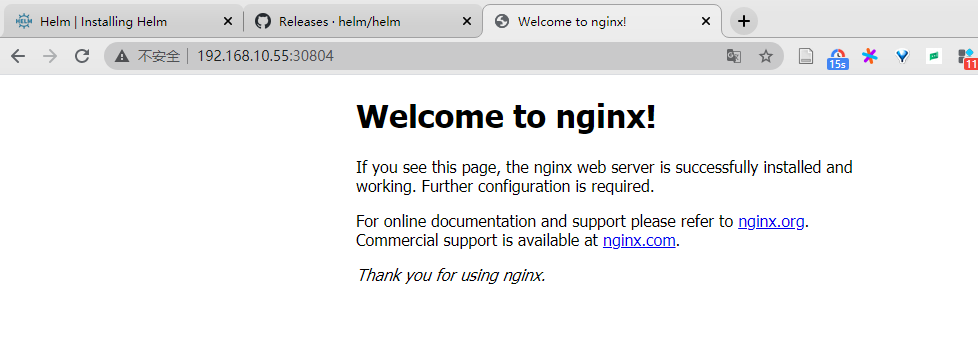 Helm | Installing Helm
Releases · helm/helm
Welcome to nginx!
不安全
192.168.10.55:30804
15s
11
Welcome to nginx!
If you see this page, the nginx web server is successfully installed and
working. Further configuration is required.
For online documentation and support please refer to nginx.org.
Commercial support is available at nginx.com.
Thank you for using nginx.